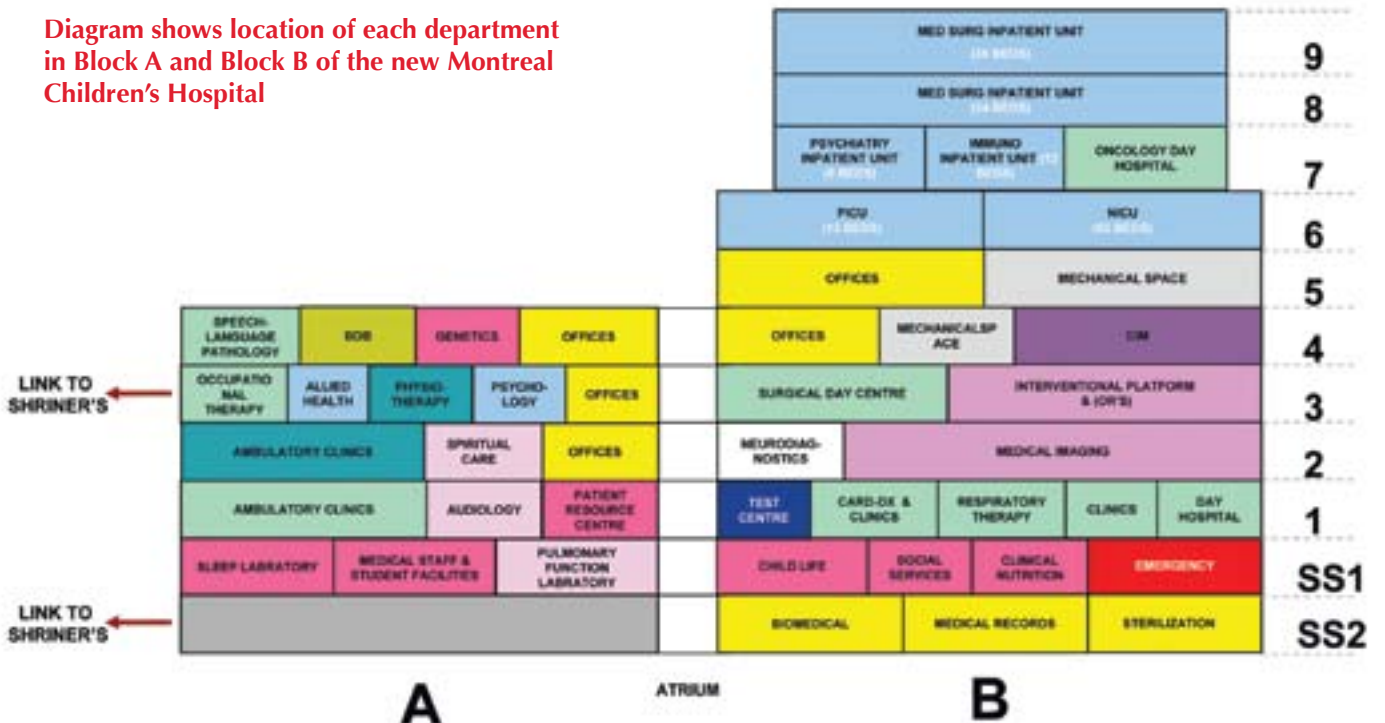 Diagram shows location of each department
in Block A and Block B of the new Montreal
Children's Hospital
MED SURG INPATIENT UNIT
9
MED SURG INPATIENT UNIT
8
PSYCHIATRY
INPATIENT UNIT
IMMUNO
INPATIENT UNIT
ONCOLOGY DAY
HOSPITAL
7
PICU
NICU
6
OFFICES
MECHANICAL SPACE
5
SPEECH-
LANGUAGE
PATHOLOGY
GENETICS
OFFICES
OFFICES
MECHANICALSP
ACE
4
LINK TO
SHRINER'S
OCCUPATIO
NAL
THERAPY
ALLIED
HEALTH
PHYSIO-
THERAPY
PSYCHO-
LOGY
OFFICES
SURGICAL DAY CENTRE
INTERVENTIONAL PLATFORM
& (OR'S)
3
AMBULATORY CLINICS
SPIRITUAL
CARE
OFFICES
NEURODIAG-
NOSTICS
MEDICAL IMAGING
2
AMBULATORY CLINICS
AUDIOLOGY
PATIENT
RESOURCE
CENTRE
TEST
CENTRE
CARD-DX &
CLINICS
RESPIRATORY
THERAPY
CLINICS
DAY
HOSPITAL
1
SLEEP LABRATORY
MEDICAL STAFF &
STUDENT FACILITIES
PULMONARY
FUNCTION
LABRATORY
CHILD LIFE
SOCIAL
SERVICES
CLINICAL
NUTRITION
EMERGENCY
SS1
LINK TO
SHRINER'S
BIOMEDICAL
MEDICAL RECORDS
STERILIZATION
SS2
A
ATRIUM
B